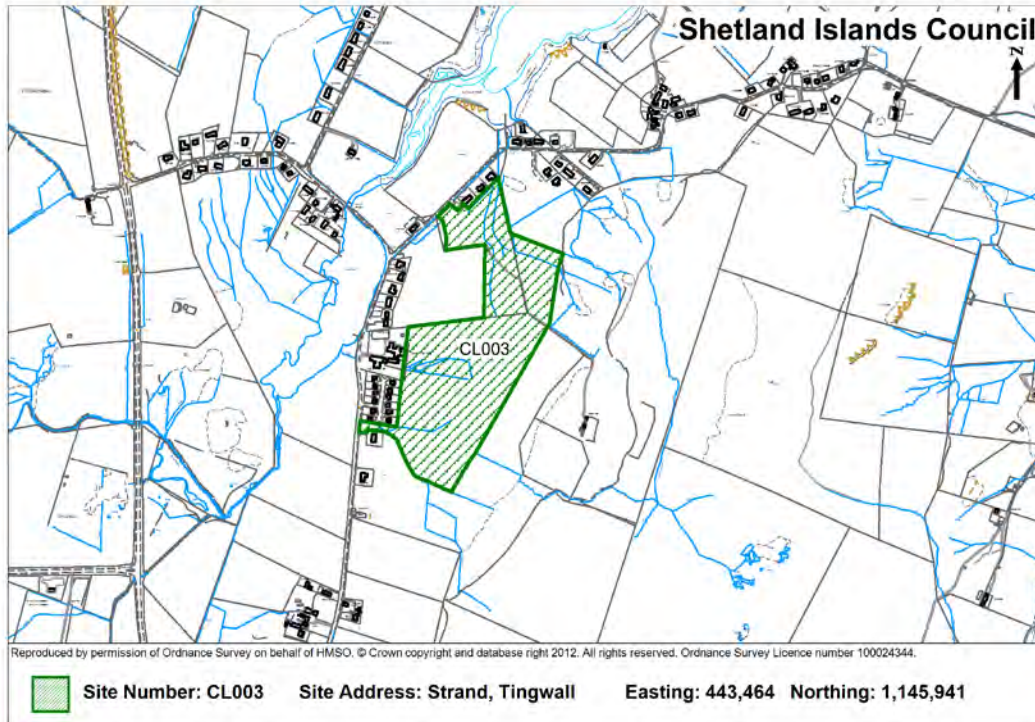 Shetland Islands Council
N
CL003
Reproduced by permission of Ordnance Survey on behalf of HMSO. © Crown copyright and database right 2012. All rights reserved. Ordnance Survey Licence number 100024344.
Site Number: CL003 Site Address: Strand, Tingwall Easting: 443,464 Northing: 1,145,941